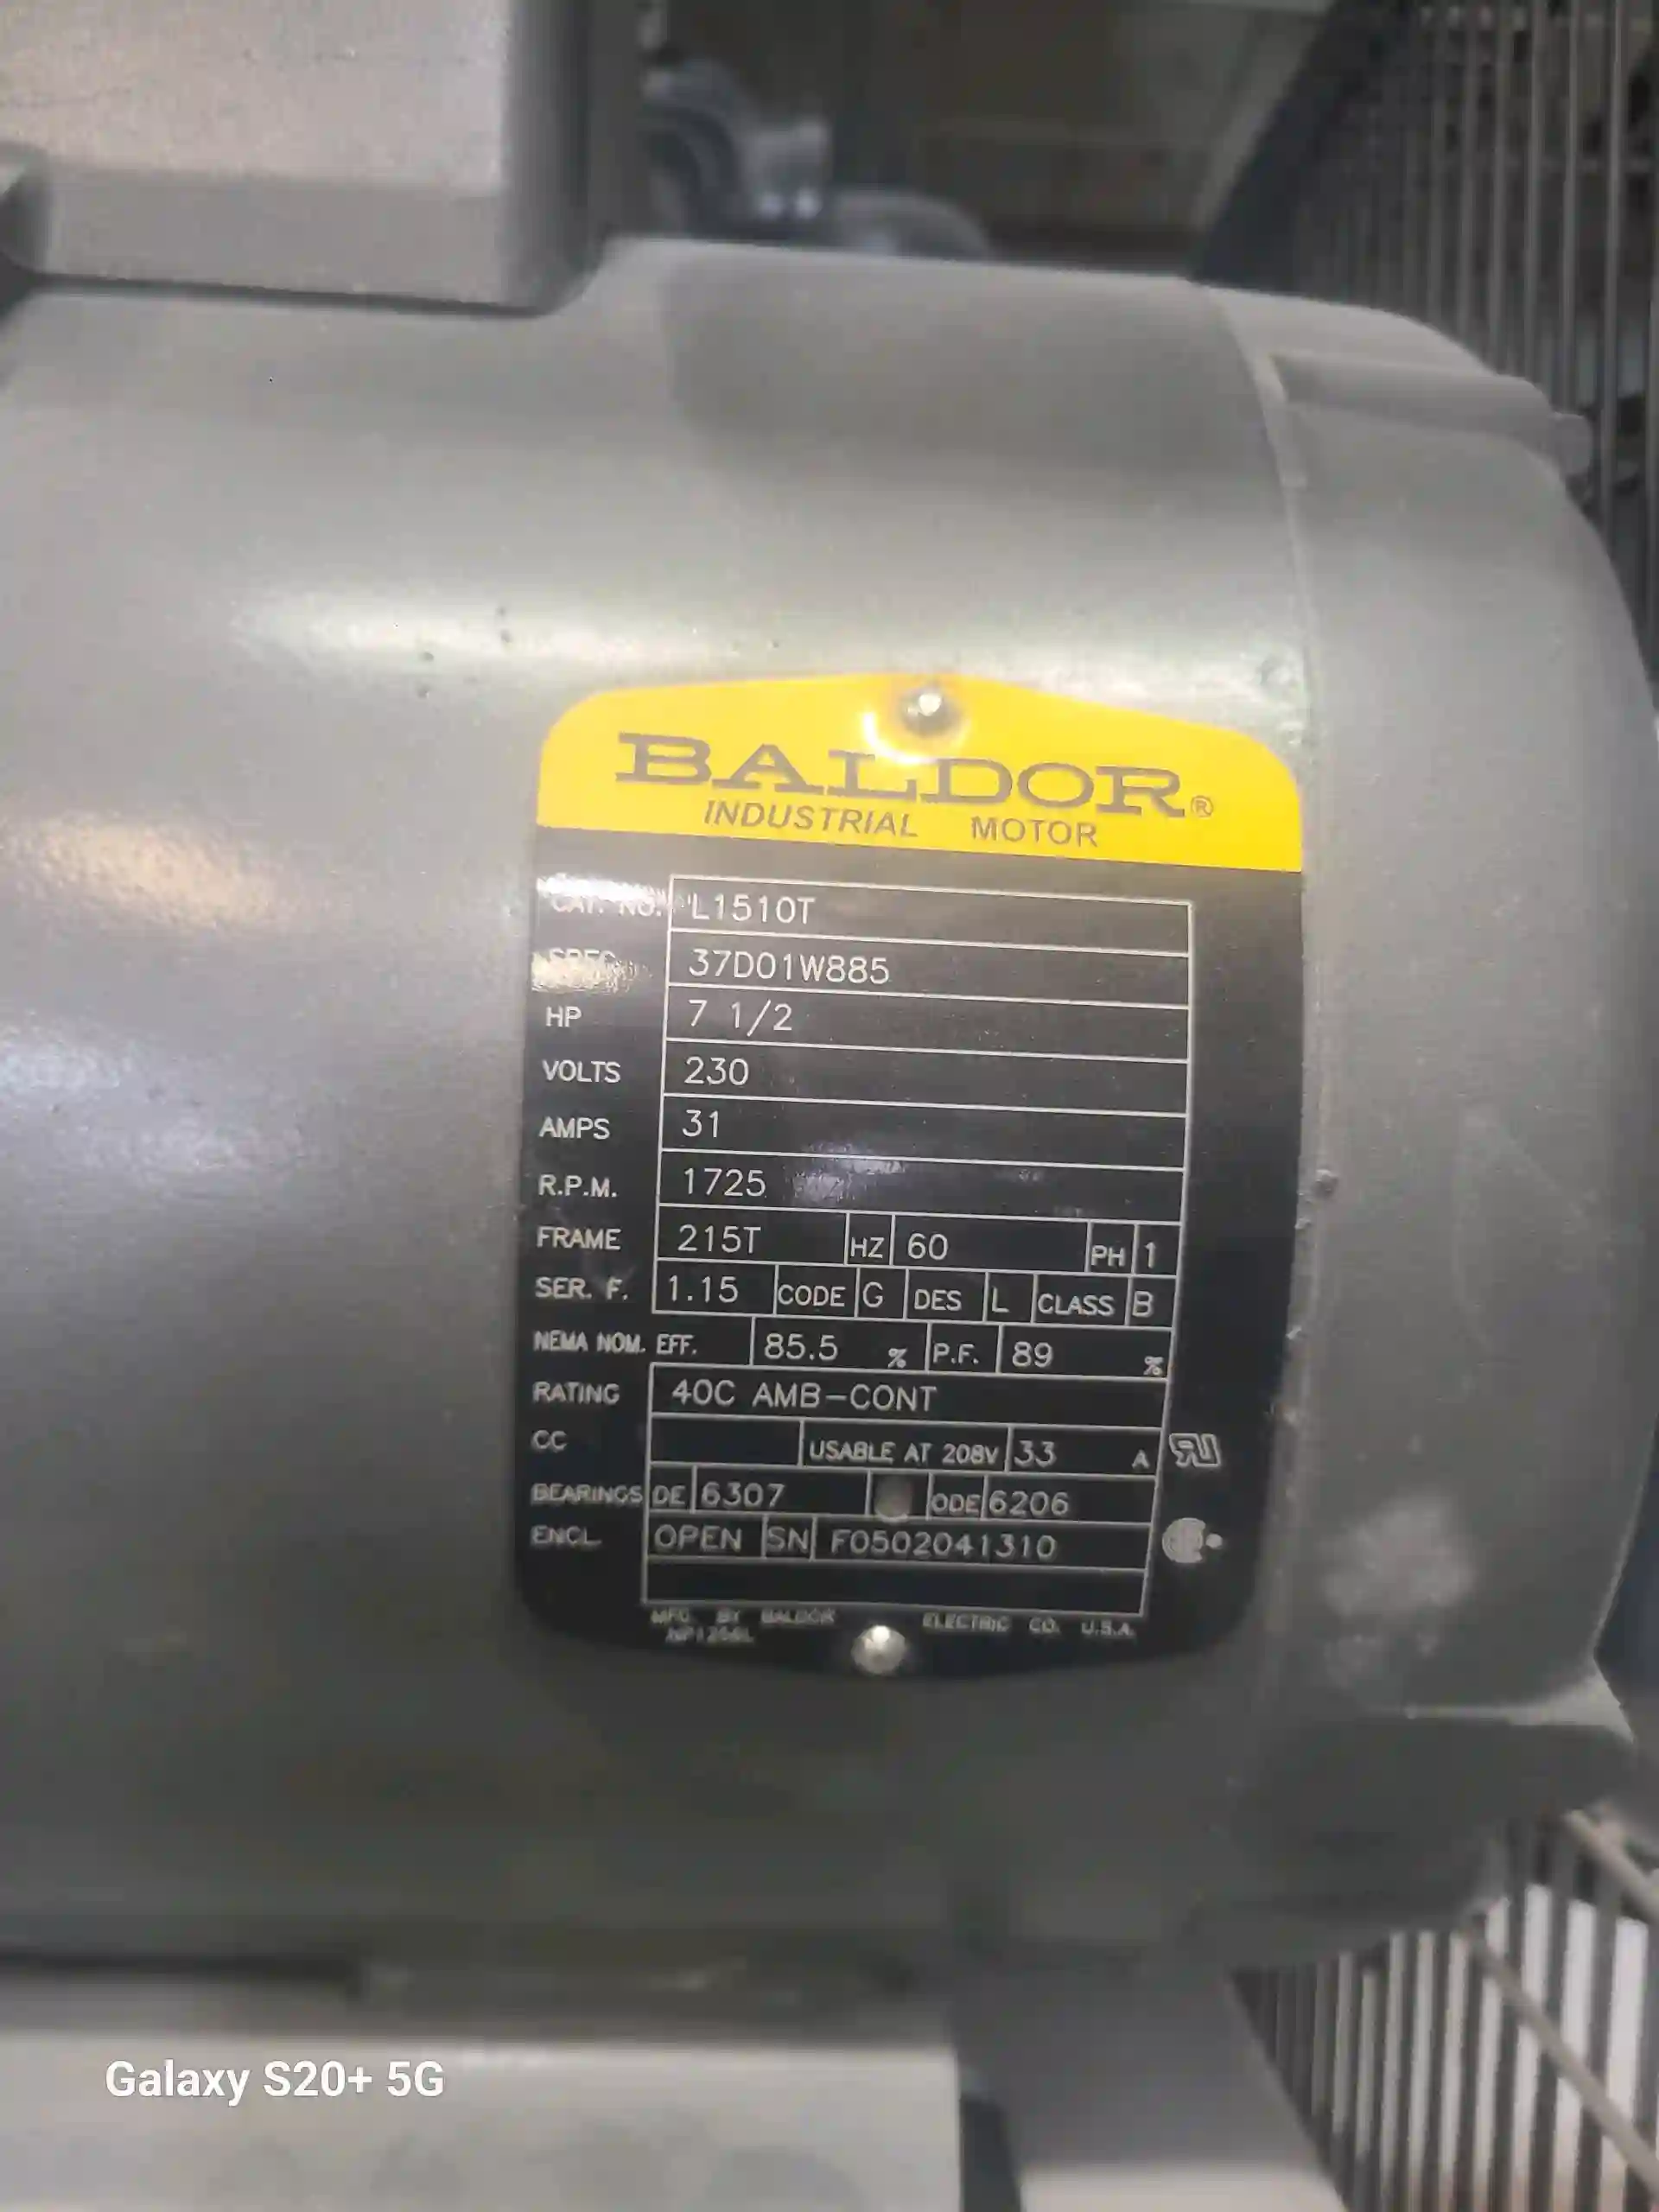 BALDOR®
INDUSTRIAL MOTOR
CAT. NO. L1510T
SPEC. 37D01W885
HP 7 1/2
VOLTS 230
AMPS 31
R.P.M. 1725
FRAME 215T HZ 60 PH 1
SER. F. 1.15 CODE G DES L CLASS B
NEMA NOM. EFF. 85.5 % P.F. 89 %
RATING 40C AMB-CONT
CC USABLE AT 208V 33 A
BEARINGS DE 6307 ODE 6206
ENCL. OPEN SN F0502041310
MFG. BY BALDOR ELECTRIC CO. U.S.A.
Galaxy S20+ 5G